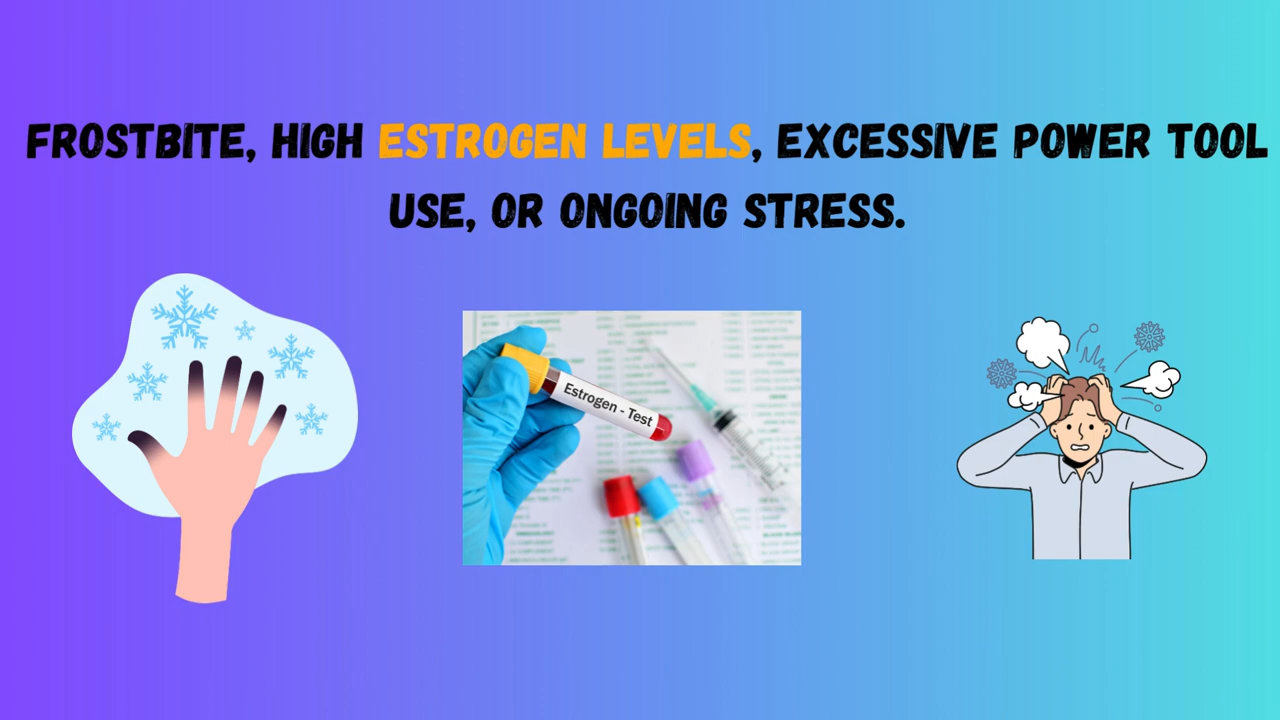 FROSTBITE, HIGH ESTROGEN LEVELS, EXCESSIVE POWER TOOL
USE, OR ONGOING STRESS.
Estrogen - Test